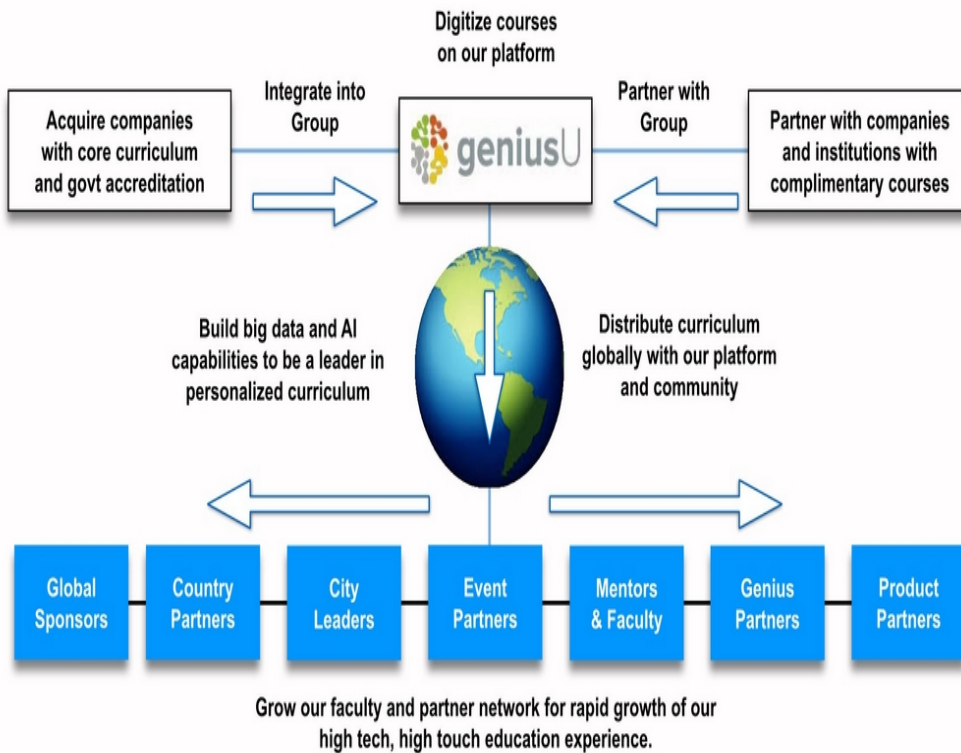 Digitize courses
on our platform
Integrate into
Group
Partner with
Group
Acquire companies
with core curriculum
and govt accreditation
geniusU
Partner with companies
and institutions with
complimentary courses
Build big data and AI
capabilities to be a leader in
personalized curriculum
Distribute curriculum
globally with our platform
and community
Global
Sponsors
Country
Partners
City
Leaders
Event
Partners
Mentors
& Faculty
Genius
Partners
Product
Partners
Grow our faculty and partner network for rapid growth of our
high tech, high touch education experience.